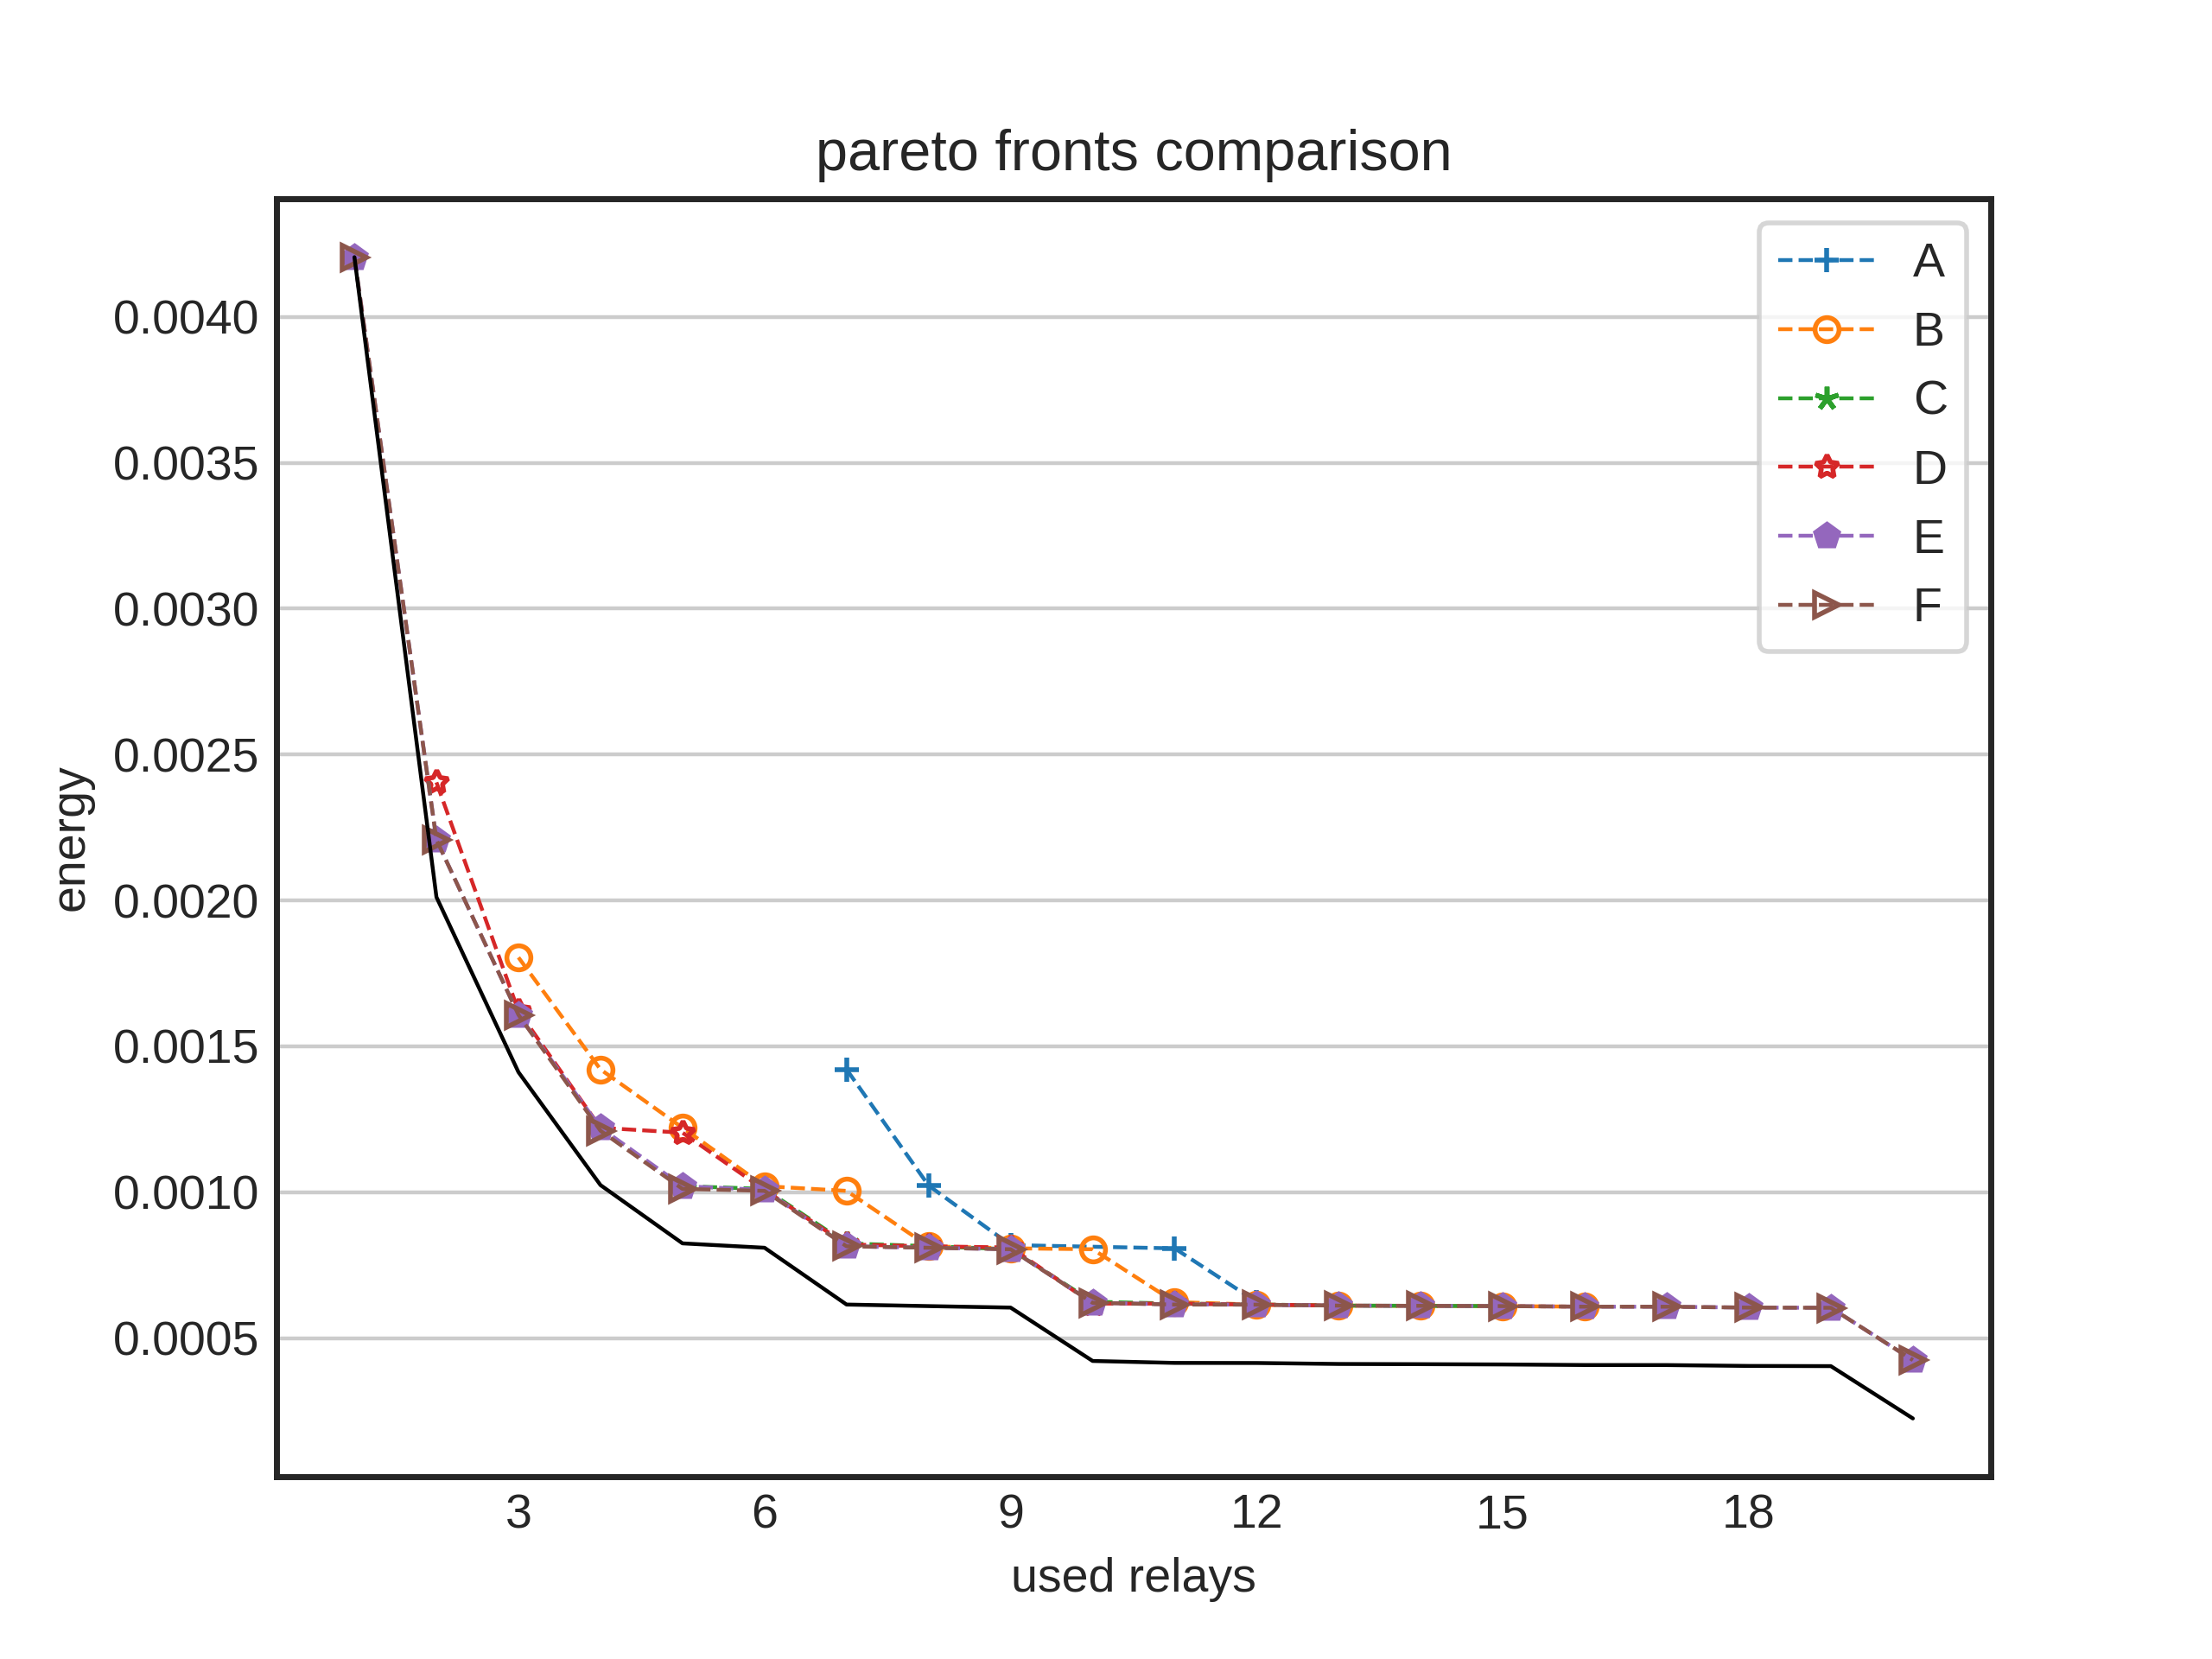 pareto fronts comparison
A
B
C
D
E
F
energy
0.0040
0.0035
0.0030
0.0025
0.0020
0.0015
0.0010
0.0005
3 6 9 12 15 18
used relays